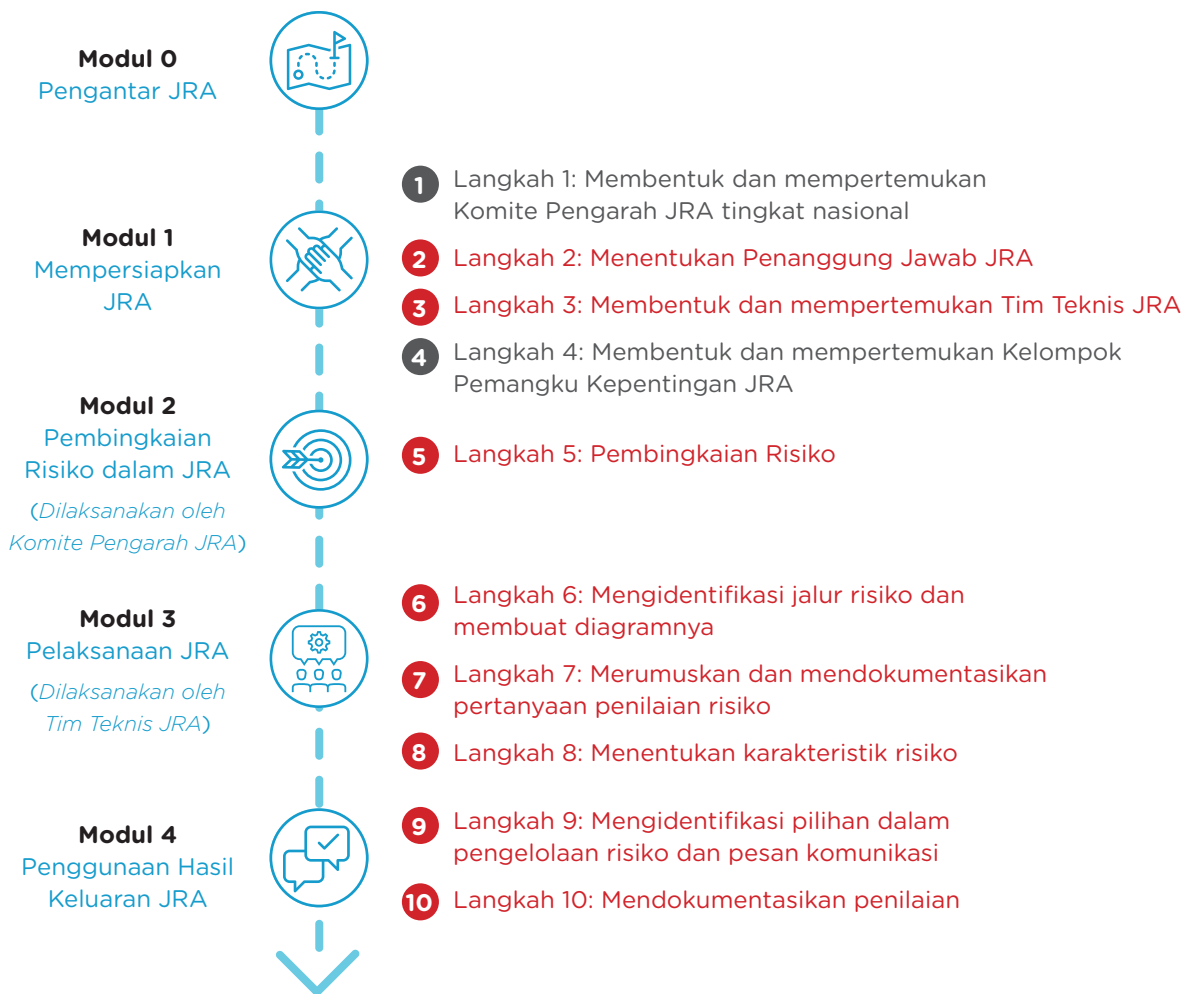 Modul 0
Pengantar JRA
1
Langkah 1: Membentuk dan mempertemukan
Komite Pengarah JRA tingkat nasional
Modul 1
Mempersiapkan
JRA
2
Langkah 2: Menentukan Penanggung Jawab JRA
3
Langkah 3: Membentuk dan mempertemukan Tim Teknis JRA
4
Langkah 4: Membentuk dan mempertemukan Kelompok
Pemangku Kepentingan JRA
Modul 2
Pembingkaian
Risiko dalam JRA
(Dilaksanakan oleh
Komite Pengarah JRA)
5
Langkah 5: Pembingkaian Risiko
Modul 3
Pelaksanaan JRA
(Dilaksanakan oleh
Tim Teknis JRA)
6
Langkah 6: Mengidentifikasi jalur risiko dan
membuat diagramnya
7
Langkah 7: Merumuskan dan mendokumentasikan
pertanyaan penilaian risiko
8
Langkah 8: Menentukan karakteristik risiko
Modul 4
Penggunaan Hasil
Keluaran JRA
9
Langkah 9: Mengidentifikasi pilihan dalam
pengelolaan risiko dan pesan komunikasi
10
Langkah 10: Mendokumentasikan penilaian